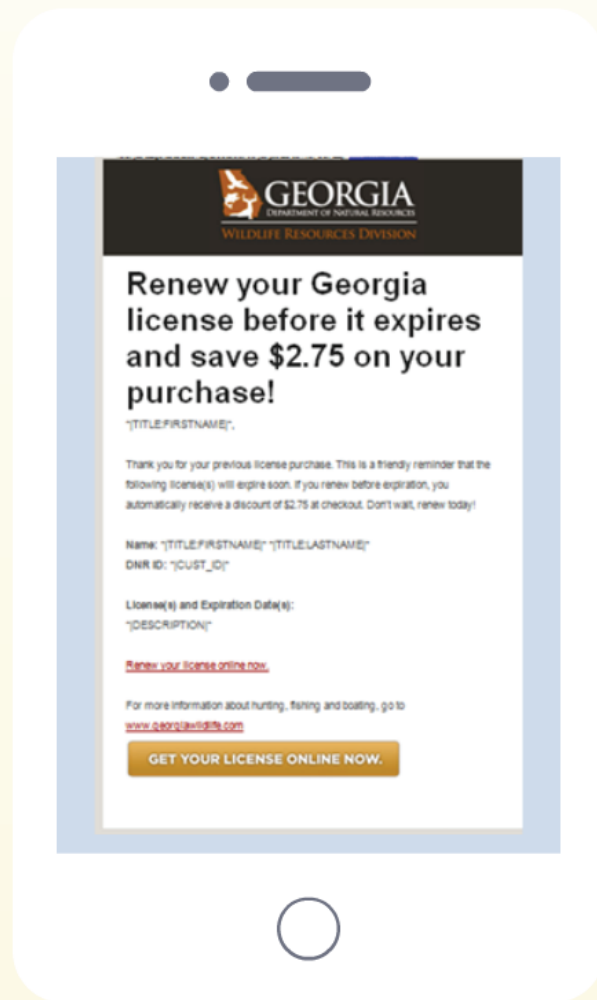 GEORGIA
DEPARTMENT OF NATURAL RESOURCES
WILDLIFE RESOURCES DIVISION
Renew your Georgia
license before it expires
and save $2.75 on your
purchase!
*|TITLE:FIRSTNAME|*,
Thank you for your previous license purchase. This is a friendly reminder that the
following license(s) will expire soon. If you renew before expiration, you
automatically receive a discount of $2.75 at checkout. Don't wait, renew today!
Name: *|TITLE:FIRSTNAME|* *|TITLE:LASTNAME|*
DNR ID: *|CUST_ID|*
License(s) and Expiration Date(s):
*|DESCRIPTION|*
Renew your license online now.
For more information about hunting, fishing and boating, go to
www.georgiawildlife.com
GET YOUR LICENSE ONLINE NOW.